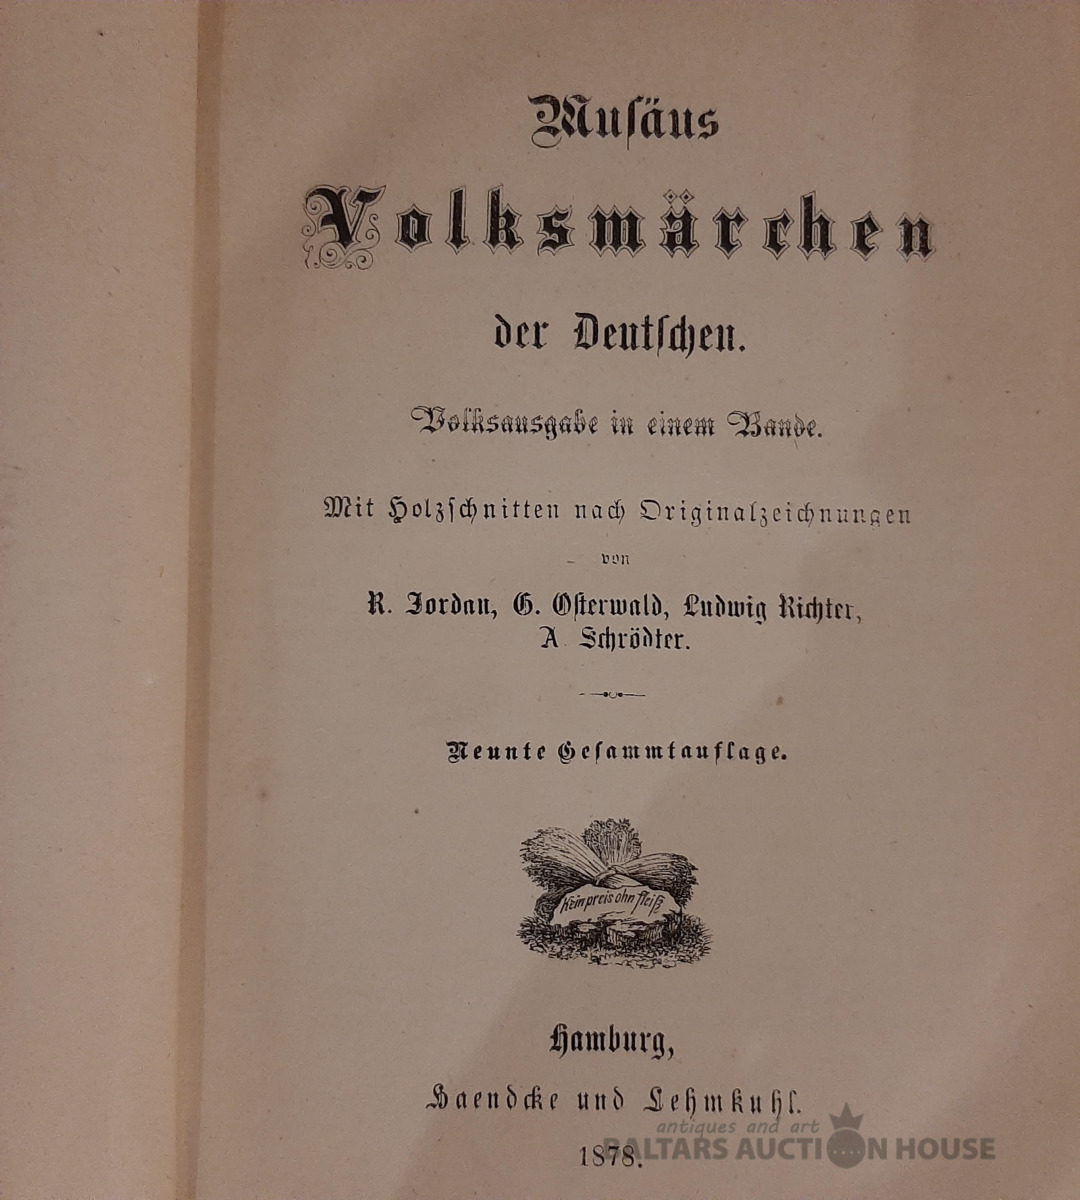 Muſäus
Volksmärchen
der Deutſchen.
Volksausgabe in einem Bande.
Mit Holzſchnitten nach Originalzeichnungen
von
R. Jordan, G. Oſterwald, Ludwig Richter,
A. Schrödter.
Neunte Geſammtauflage.
Kein preis ohn fleiß
Hamburg,
Haendcke und Lehmkuhl.
antiques and art
BALTARS AUCTION HOUSE
1878.